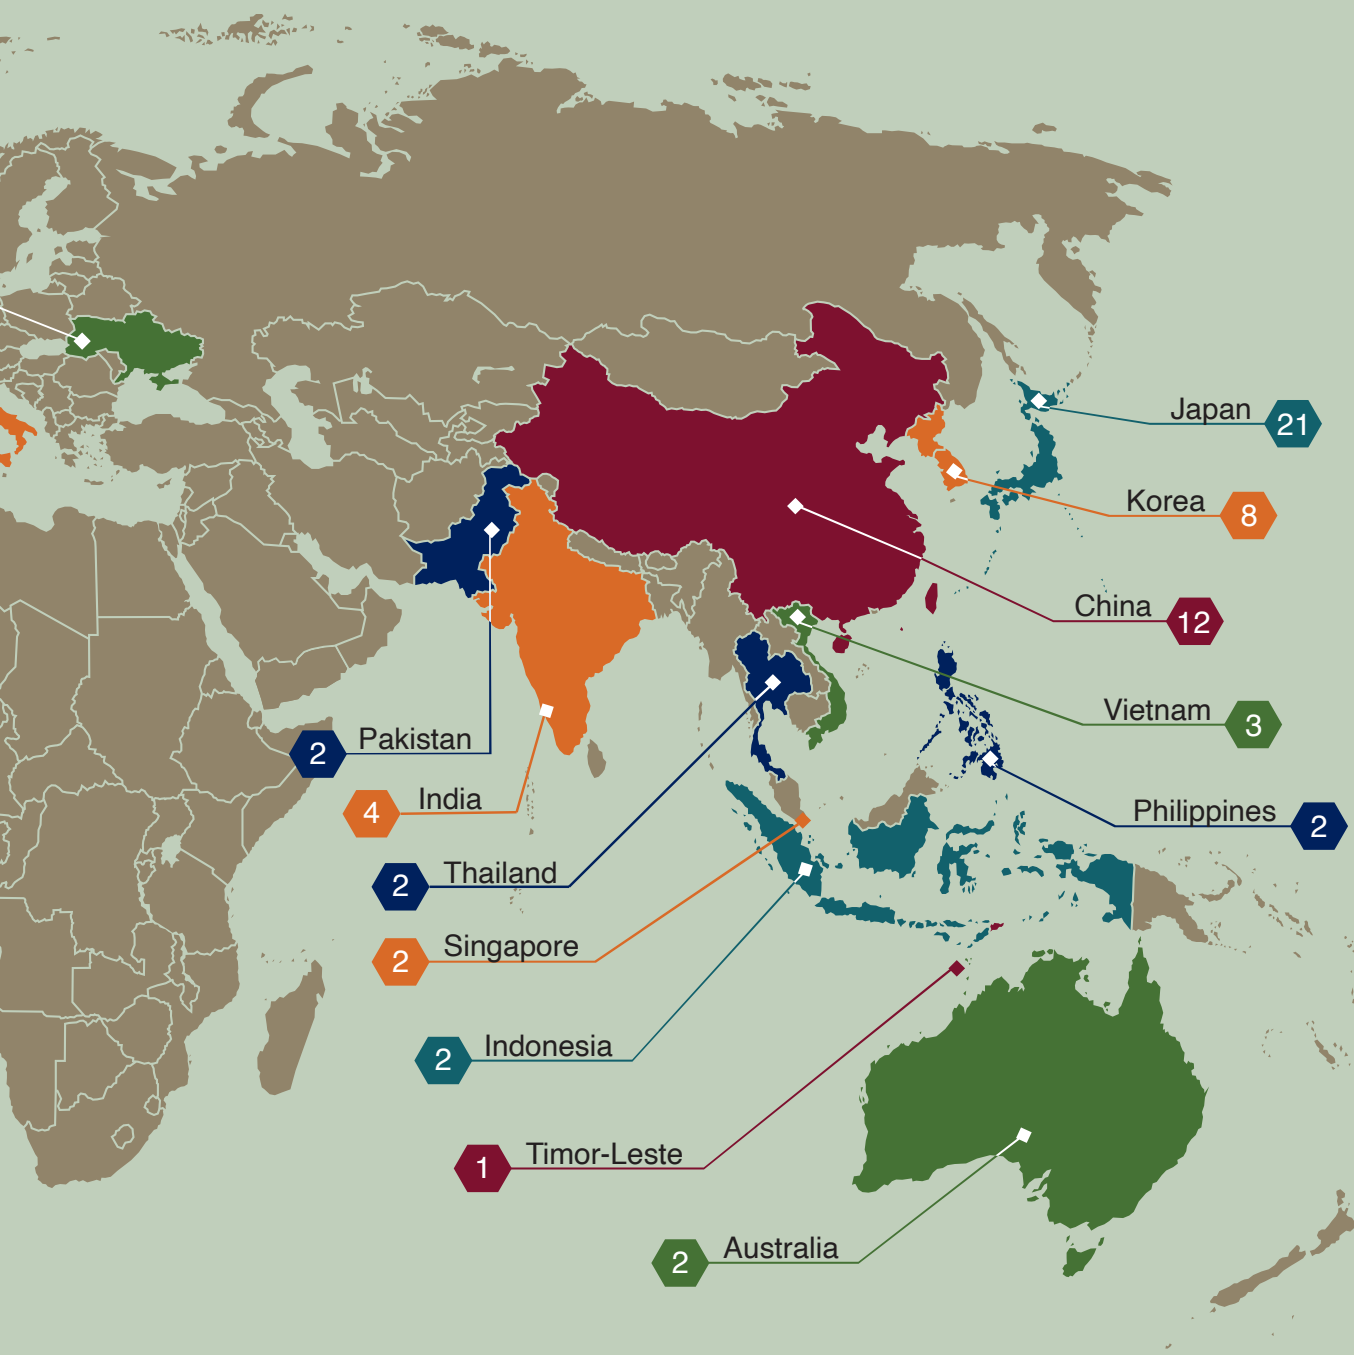 Japan 21
Korea 8
China 12
Vietnam 3
2 Pakistan
India
4
Philippines 2
2 Thailand
2 Singapore
2 Indonesia
1 Timor-Leste
2 Australia